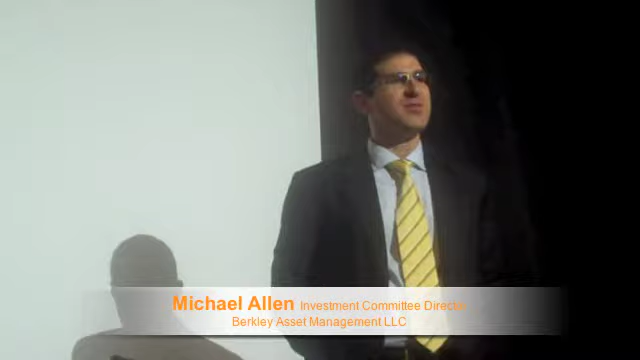 Michael Allen Investment Committee Director
Berkley Asset Management LLC